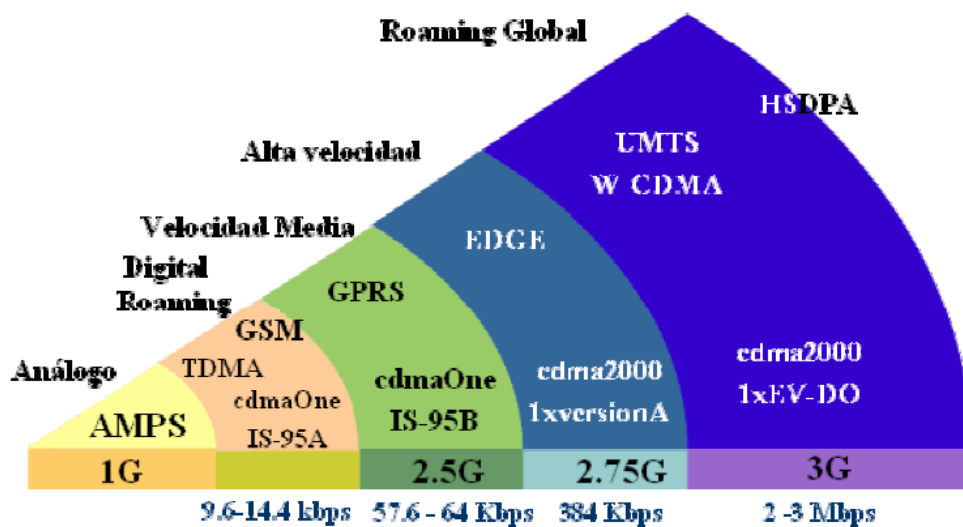 Roaming Global
HSDPA
UMTS
W-CDMA
Alta velocidad
EDGE
Velocidad Media
Digital
Roaming
GPRS
GSM
TDMA
Análogo
cdmaOne
IS-95A
cdmaOne
IS-95B
cdma2000
1xversionA
cdma2000
1xEV-DO
AMPS
1G
2.5G
2.75G
3G
9.6-14.4 kbps
57.6 - 64 Kbps
384 Kbps
2 -3 Mbps